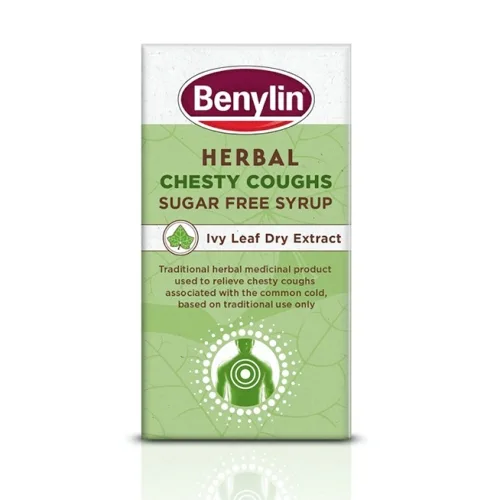 Benylin®
HERBAL
CHESTY COUGHS
SUGAR FREE SYRUP
Ivy Leaf Dry Extract
Traditional herbal medicinal product
used to relieve chesty coughs
associated with the common cold,
based on traditional use only